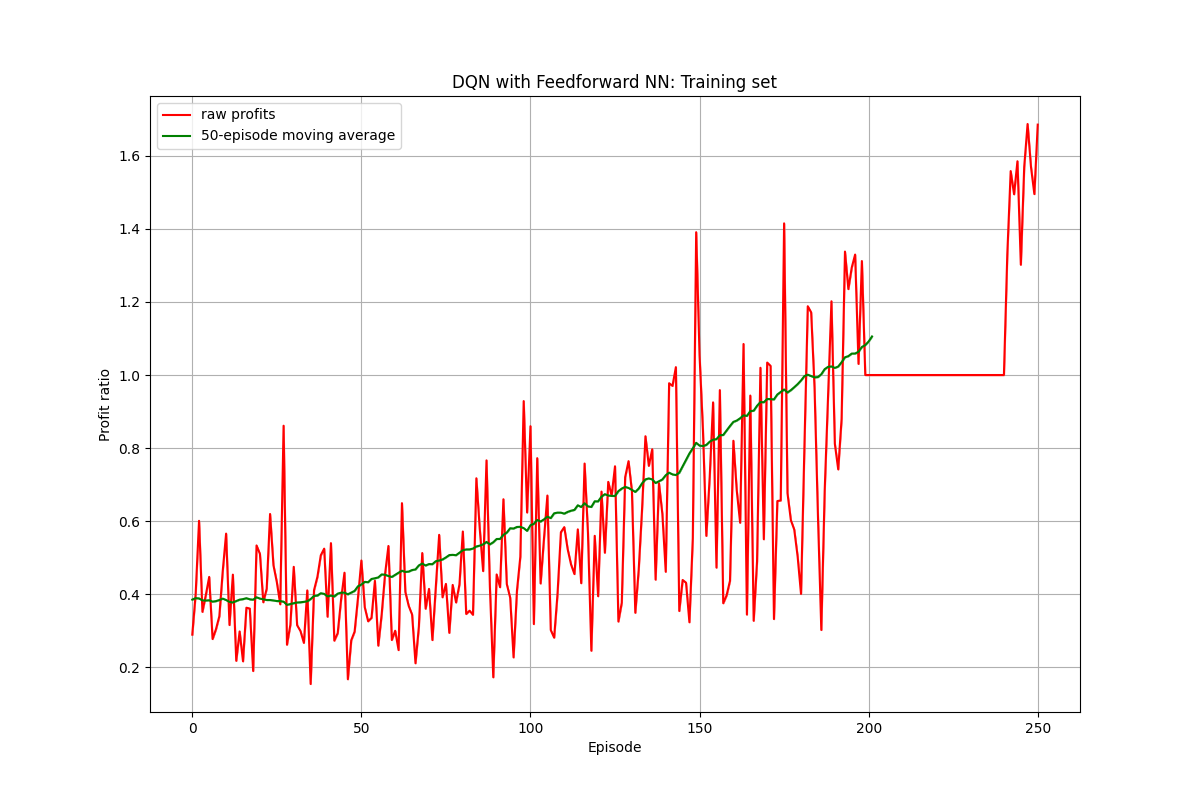 DQN with Feedforward NN: Training set
raw profits
50-episode moving average
1.6
1.4
1.2
1.0
0.8
0.6
0.4
0.2
Profit ratio
0 50 100 150 200 250
Episode